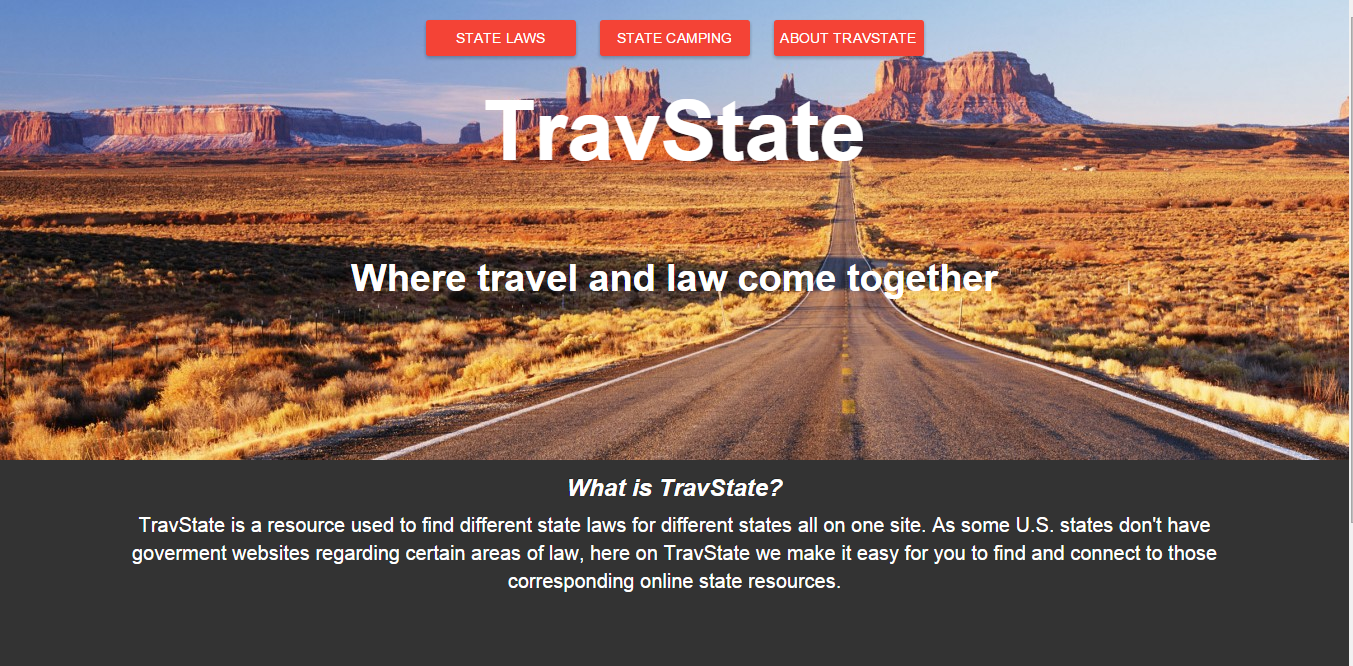 STATE LAWS
STATE CAMPING
ABOUT TRAVSTATE
TravState
Where travel and law come together
What is TravState?
TravState is a resource used to find different state laws for different states all on one site. As some U.S. states don't have
goverment websites regarding certain areas of law, here on TravState we make it easy for you to find and connect to those
corresponding online state resources.